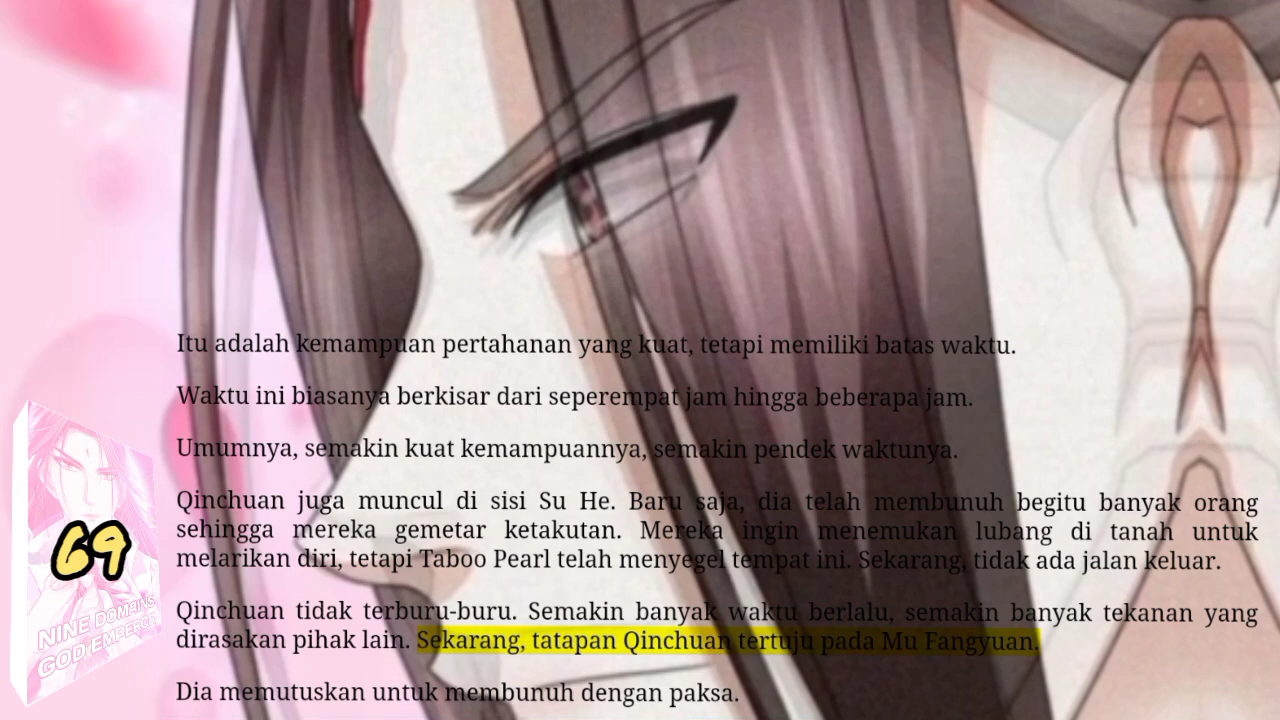 Itu adalah kemampuan pertahanan yang kuat, tetapi memiliki batas waktu.
Waktu ini biasanya berkisar dari seperempat jam hingga beberapa jam.
Umumnya, semakin kuat kemampuannya, semakin pendek waktunya.
Qinchuan juga muncul di sisi Su He. Baru saja, dia telah membunuh begitu banyak orang
sehingga mereka gemetar ketakutan. Mereka ingin menemukan lubang di tanah untuk
melarikan diri, tetapi Taboo Pearl telah menyegel tempat ini. Sekarang, tidak ada jalan keluar.
Qinchuan tidak terburu-buru. Semakin banyak waktu berlalu, semakin banyak tekanan yang
dirasakan pihak lain. Sekarang, tatapan Qinchuan tertuju pada Mu Fangyuan.
Dia memutuskan untuk membunuh dengan paksa.
69
NINE DOMAINS
GOD EMPEROR